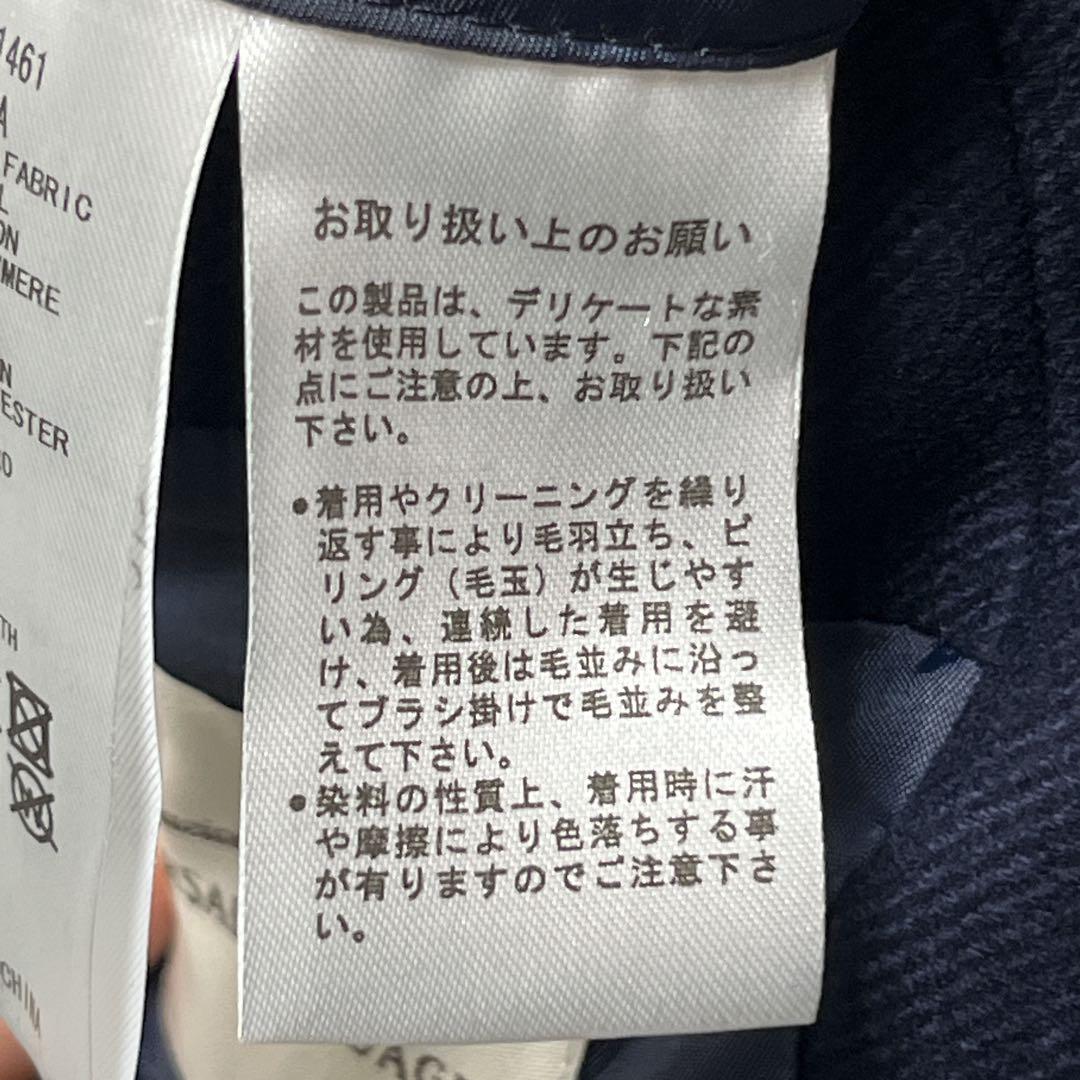 1461
FABRIC
ESTER
TH
CHINA
お取り扱い上のお願い
この製品は、デリケートな素
材を使用しています。下記の
点にご注意の上、お取り扱い
下さい。
●着用やクリーニングを繰り
返す事により毛羽立ち、ピ
リング（毛玉）が生じやす
い為、連続した着用を避
け、着用後は毛並みに沿っ
てブラシ掛けで毛並みを整
えて下さい。
●染料の性質上、着用時に汗
や摩擦により色落ちする事
が有りますのでご注意下さ
い。